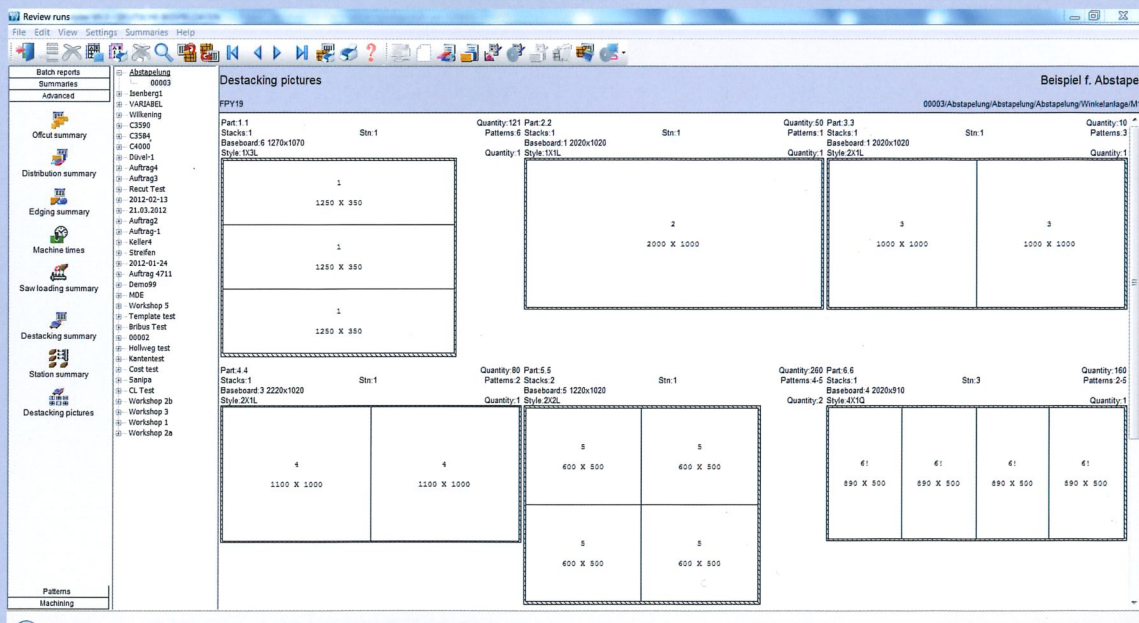 Review runs
File Edit View Settings Summaries Help
Batch reports
Summaries
Advanced
Offcut summary
Distribution summary
Edging summary
Machine times
Saw loading summary
Destacking summary
Station summary
Destacking pictures
Patterns
Machining
Abstapelung
00003
Isenberg1
VARIABEL
Wilkening
C3590
C3584
C4000
Düvel-1
Auftrag4
Auftrag3
Recut Test
2012-02-13
21.03.2012
Auftrag2
Auftrag-1
Keller4
Streifen
2012-01-24
Auftrag 4711
Demo99
MDE
Workshop 5
Template test
Bribus Test
00002
Hollweg test
Kantentest
Cost test
Sanipa
CL Test
Workshop 2b
Workshop 3
Workshop 1
Workshop 2a
Destacking pictures Beispiel f. Abstape
FPY19 00003/Abstapelung/Abstapelung/Abstapelung/Winkelanlage/M
Part:1.1 Quantity:121
Stacks:1 Stn:1 Patterns:6
Baseboard:6 1270x1070
Style:1X3L Quantity:1
1
1250 X 350
1
1250 X 350
1
1250 X 350
Part:2.2 Quantity:50
Stacks:1 Stn:1 Patterns:1
Baseboard:1 2020x1020
Style:1X1L Quantity:1
2
2000 X 1000
Part:3.3 Quantity:10
Stacks:1 Stn:1 Patterns:3
Baseboard:1 2020x1020
Style:2X1L Quantity:1
3 3
1000 X 1000 1000 X 1000
Part:4.4 Quantity:80
Stacks:1 Stn:1 Patterns:2
Baseboard:3 2220x1020
Style:2X1L Quantity:1
4 4
1100 X 1000 1100 X 1000
Part:5.5 Quantity:260
Stacks:2 Stn:1 Patterns:4-5
Baseboard:5 1220x1020
Style:2X2L Quantity:2
5 5
600 X 500 600 X 500
5 5
600 X 500 600 X 500
Part:6.6 Quantity:160
Stacks:1 Stn:3 Patterns:2-5
Baseboard:4 2020x910
Style:4X1Q Quantity:1
6! 6! 6! 6!
890 X 500 890 X 500 890 X 500 890 X 500